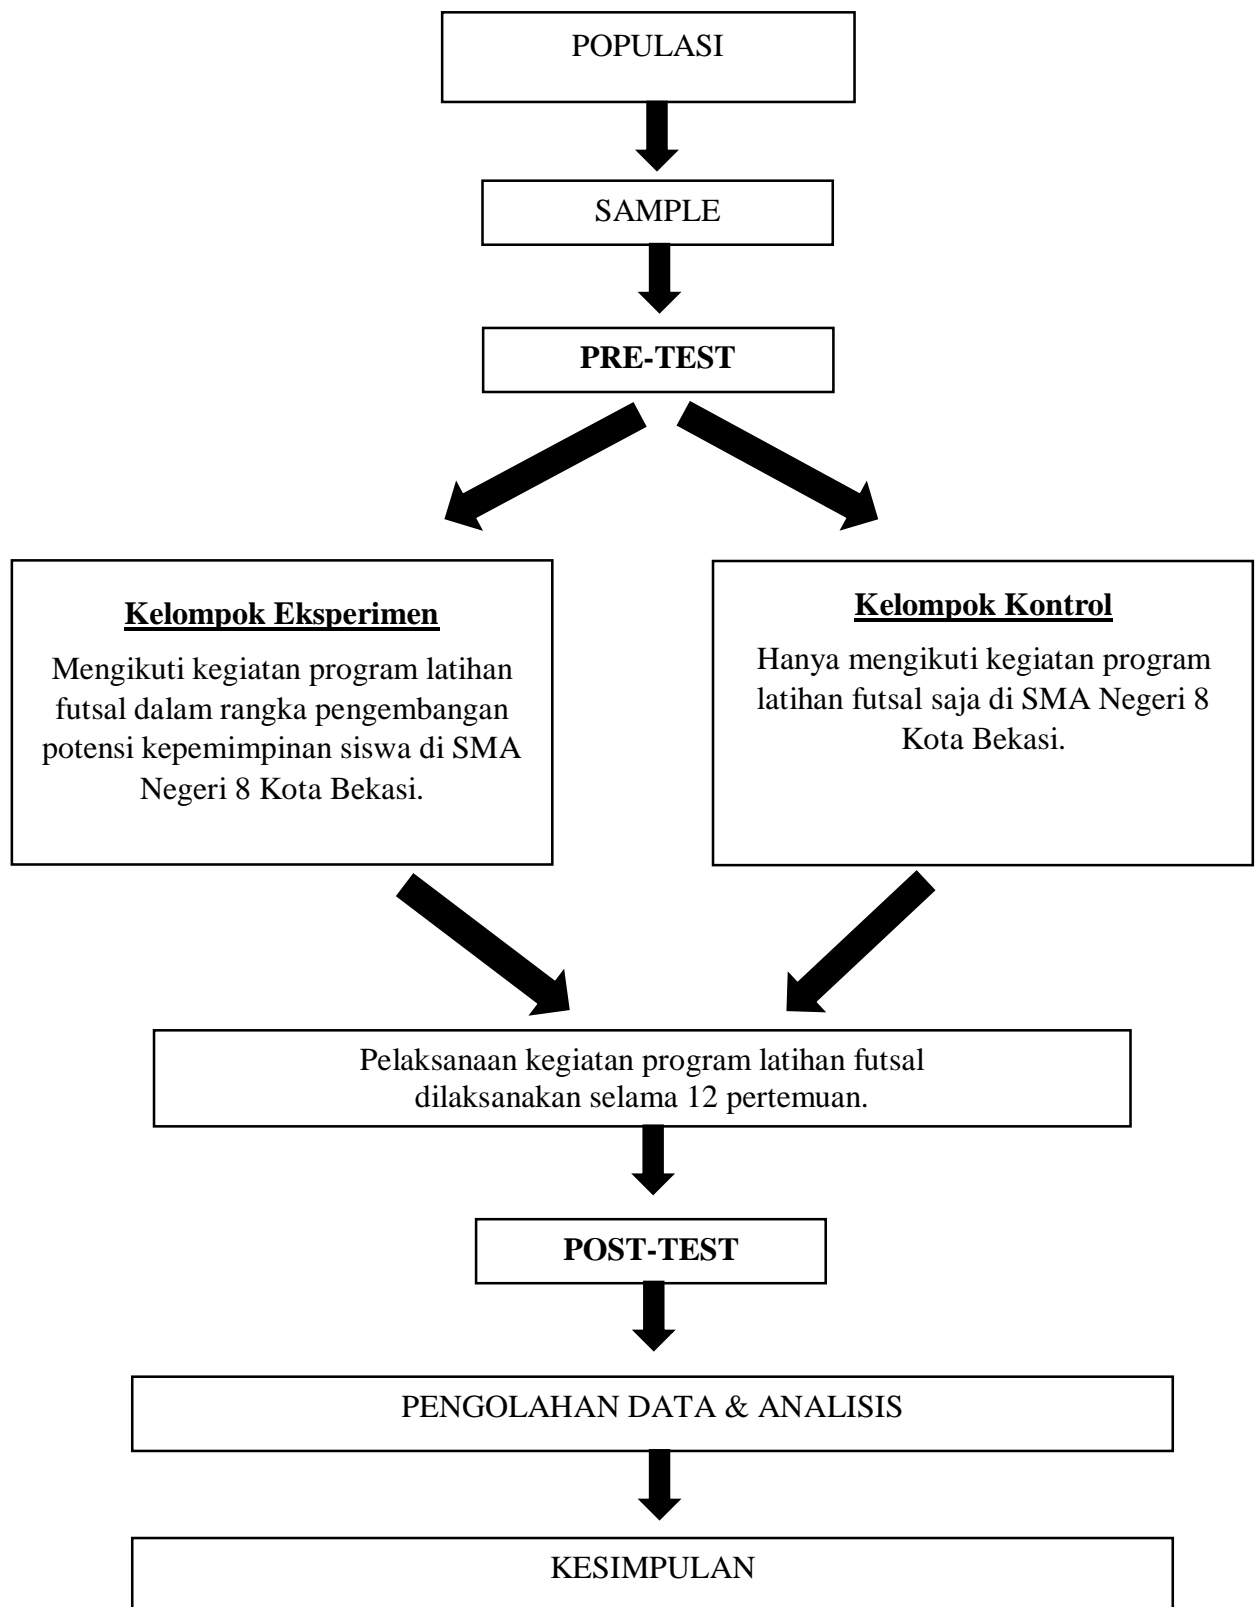 POPULASI
SAMPLE
PRE-TEST
Kelompok Eksperimen
Mengikuti kegiatan program latihan
futsal dalam rangka pengembangan
potensi kepemimpinan siswa di SMA
Negeri 8 Kota Bekasi.
Kelompok Kontrol
Hanya mengikuti kegiatan program
latihan futsal saja di SMA Negeri 8
Kota Bekasi.
Pelaksanaan kegiatan program latihan futsal
dilaksanakan selama 12 pertemuan.
POST-TEST
PENGOLAHAN DATA & ANALISIS
KESIMPULAN